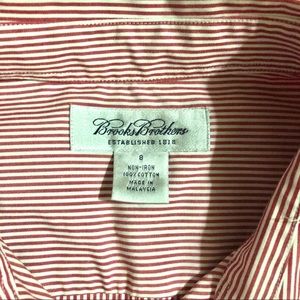 Brooks Brothers
ESTABLISHED 1818
8
NON-IRON
100% COTTON
MADE IN
MALAYSIA